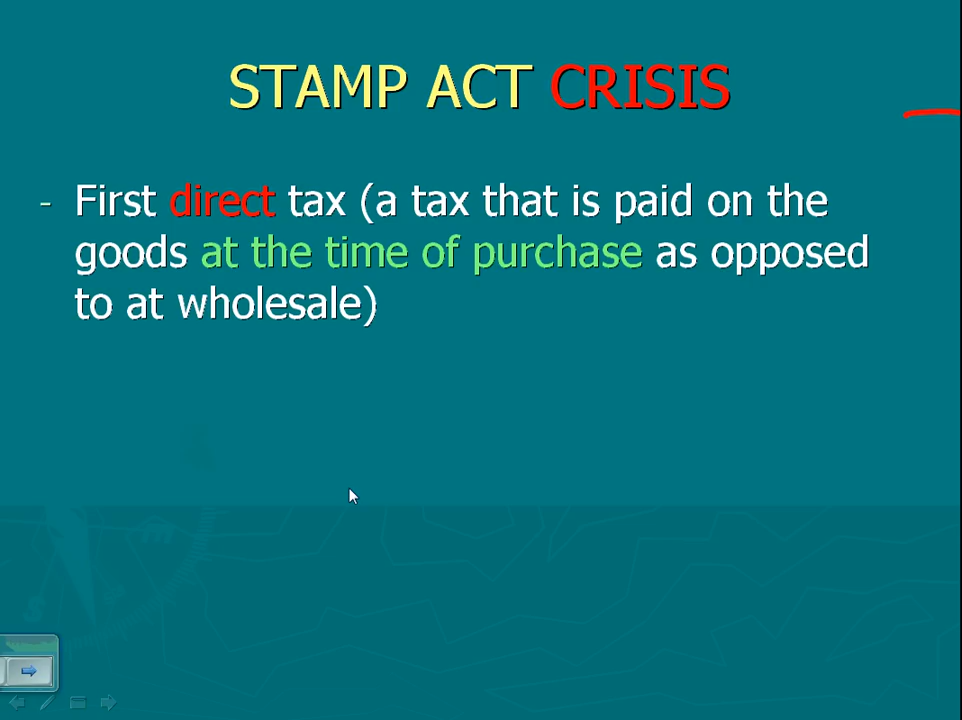 STAMP ACT CRISIS
- First direct tax (a tax that is paid on the
goods at the time of purchase as opposed
to at wholesale)